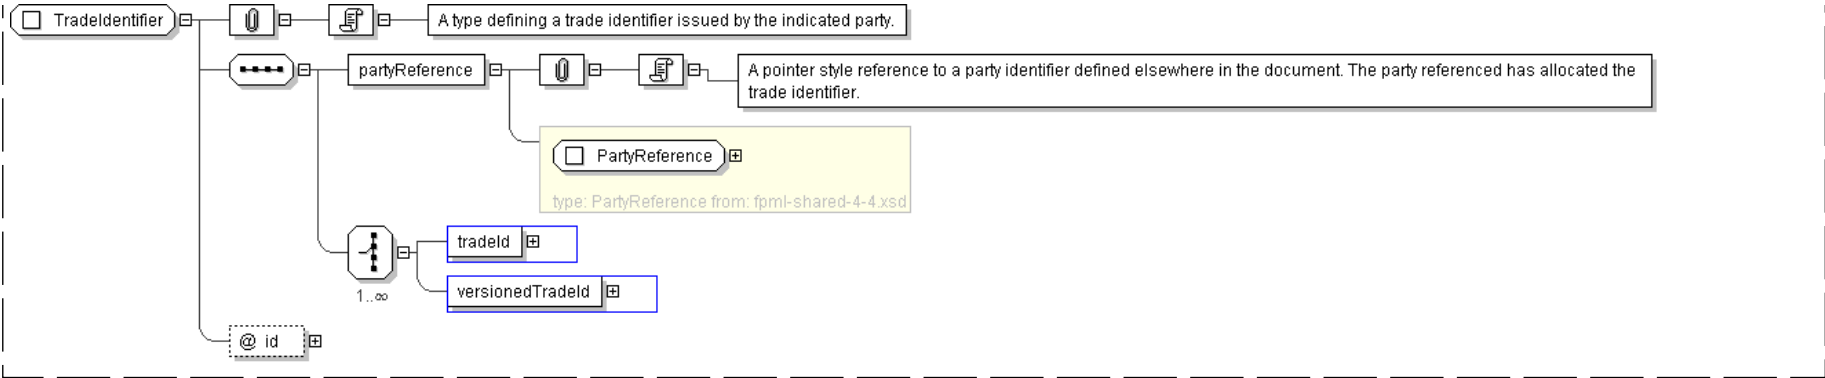 TradeIdentifier
A type defining a trade identifier issued by the indicated party.
partyReference
A pointer style reference to a party identifier defined elsewhere in the document. The party referenced has allocated the
trade identifier.
PartyReference
type: PartyReference from: fpml-shared-4-4.xsd
tradeId
versionedTradeId
1..∞
@ id